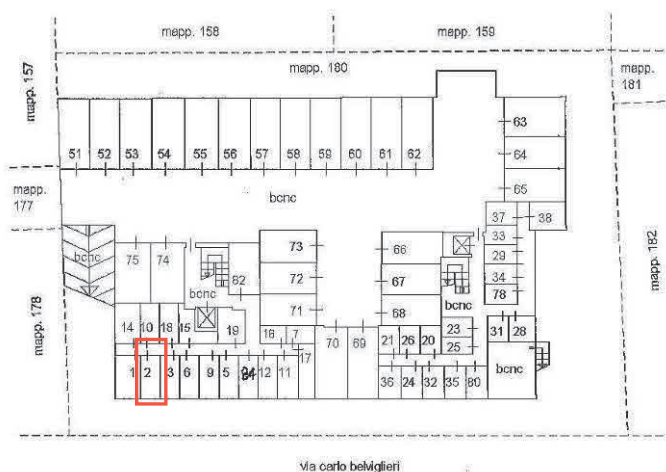 mapp. 158
mapp. 159
mapp. 157
mapp. 180
mapp. 181
63
51 52 53 54 55 56 57 58 59 60 61 62
64
bcnc
65
mapp. 177
37 38
33
bcnc
75 74
73
66
29
mapp. 182
72
67
34
62
bcnc
78
mapp. 178
71
68
bcnc
14 10 18 15 19
16 7
70 69
21 26 20
23
31 28
17
25
1 2 3 6 9 5 12 11
36 24 32 35 80
bcnc
via carlo belviglieri